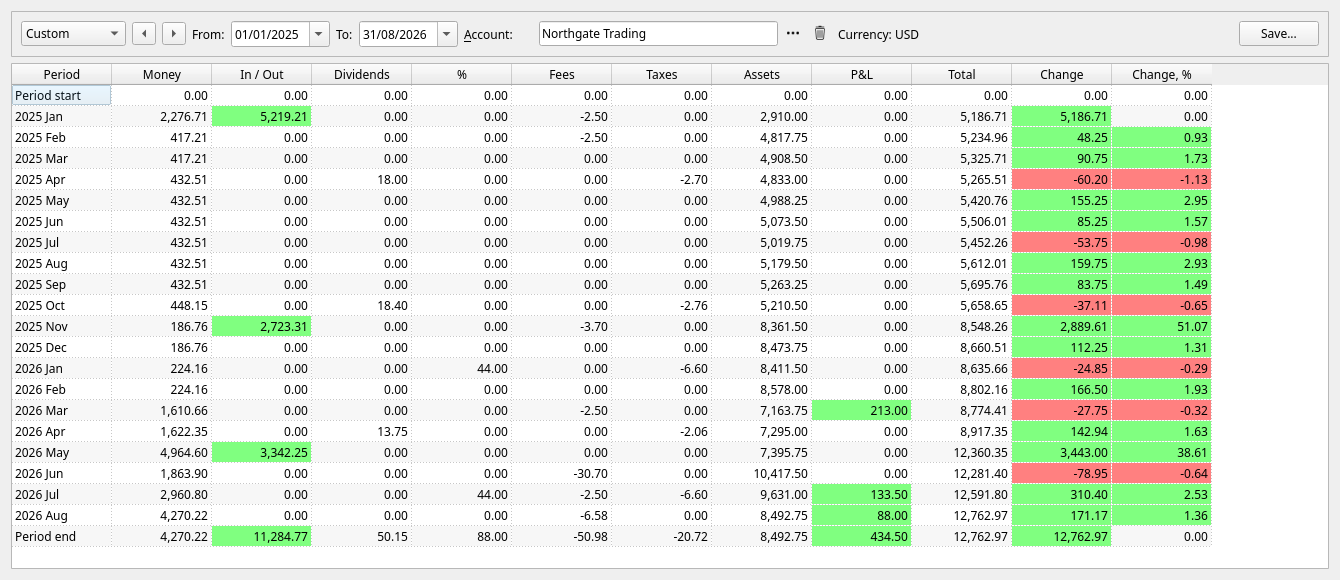 Custom From: 01/01/2025 To: 31/08/2026 Account: Northgate Trading ... Currency: USD Save...
Period Money In / Out Dividends % Fees Taxes Assets P&L Total Change Change, %
Period start 0.00 0.00 0.00 0.00 0.00 0.00 0.00 0.00 0.00 0.00 0.00
2025 Jan 2,276.71 5,219.21 0.00 0.00 -2.50 0.00 2,910.00 0.00 5,186.71 5,186.71 0.00
2025 Feb 417.21 0.00 0.00 0.00 -2.50 0.00 4,817.75 0.00 5,234.96 48.25 0.93
2025 Mar 417.21 0.00 0.00 0.00 0.00 0.00 4,908.50 0.00 5,325.71 90.75 1.73
2025 Apr 432.51 0.00 18.00 0.00 0.00 -2.70 4,833.00 0.00 5,265.51 -60.20 -1.13
2025 May 432.51 0.00 0.00 0.00 0.00 0.00 4,988.25 0.00 5,420.76 155.25 2.95
2025 Jun 432.51 0.00 0.00 0.00 0.00 0.00 5,073.50 0.00 5,506.01 85.25 1.57
2025 Jul 432.51 0.00 0.00 0.00 0.00 0.00 5,019.75 0.00 5,452.26 -53.75 -0.98
2025 Aug 432.51 0.00 0.00 0.00 0.00 0.00 5,179.50 0.00 5,612.01 159.75 2.93
2025 Sep 432.51 0.00 0.00 0.00 0.00 0.00 5,263.25 0.00 5,695.76 83.75 1.49
2025 Oct 448.15 0.00 18.40 0.00 0.00 -2.76 5,210.50 0.00 5,658.65 -37.11 -0.65
2025 Nov 186.76 2,723.31 0.00 0.00 -3.70 0.00 8,361.50 0.00 8,548.26 2,889.61 51.07
2025 Dec 186.76 0.00 0.00 0.00 0.00 0.00 8,473.75 0.00 8,660.51 112.25 1.31
2026 Jan 224.16 0.00 0.00 44.00 0.00 -6.60 8,411.50 0.00 8,635.66 -24.85 -0.29
2026 Feb 224.16 0.00 0.00 0.00 0.00 0.00 8,578.00 0.00 8,802.16 166.50 1.93
2026 Mar 1,610.66 0.00 0.00 0.00 -2.50 0.00 7,163.75 213.00 8,774.41 -27.75 -0.32
2026 Apr 1,622.35 0.00 13.75 0.00 0.00 -2.06 7,295.00 0.00 8,917.35 142.94 1.63
2026 May 4,964.60 3,342.25 0.00 0.00 0.00 0.00 7,395.75 0.00 12,360.35 3,443.00 38.61
2026 Jun 1,863.90 0.00 0.00 0.00 -30.70 0.00 10,417.50 0.00 12,281.40 -78.95 -0.64
2026 Jul 2,960.80 0.00 0.00 44.00 -2.50 -6.60 9,631.00 133.50 12,591.80 310.40 2.53
2026 Aug 4,270.22 0.00 0.00 0.00 -6.58 0.00 8,492.75 88.00 12,762.97 171.17 1.36
Period end 4,270.22 11,284.77 50.15 88.00 -50.98 -20.72 8,492.75 434.50 12,762.97 12,762.97 0.00